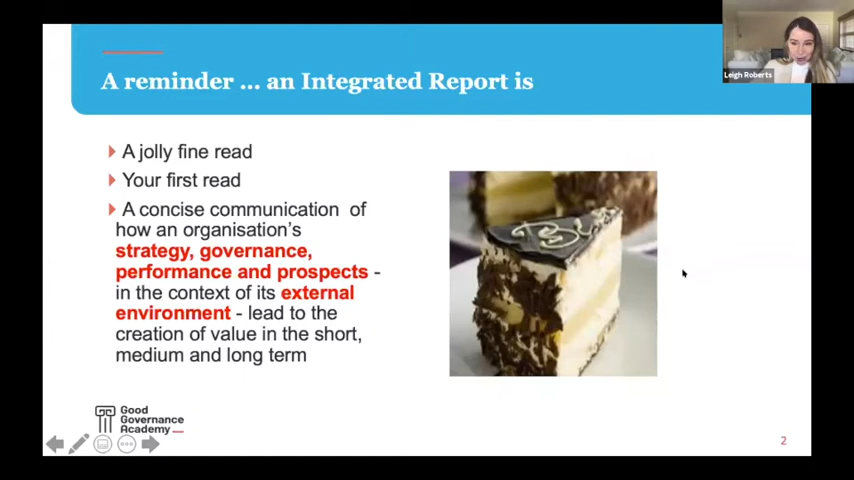 A reminder ... an Integrated Report is
Leigh Roberts
A jolly fine read
Your first read
A concise communication of
how an organisation's
strategy, governance,
performance and prospects -
in the context of its external
environment - lead to the
creation of value in the short,
medium and long term
Good
Governance
Academy
2